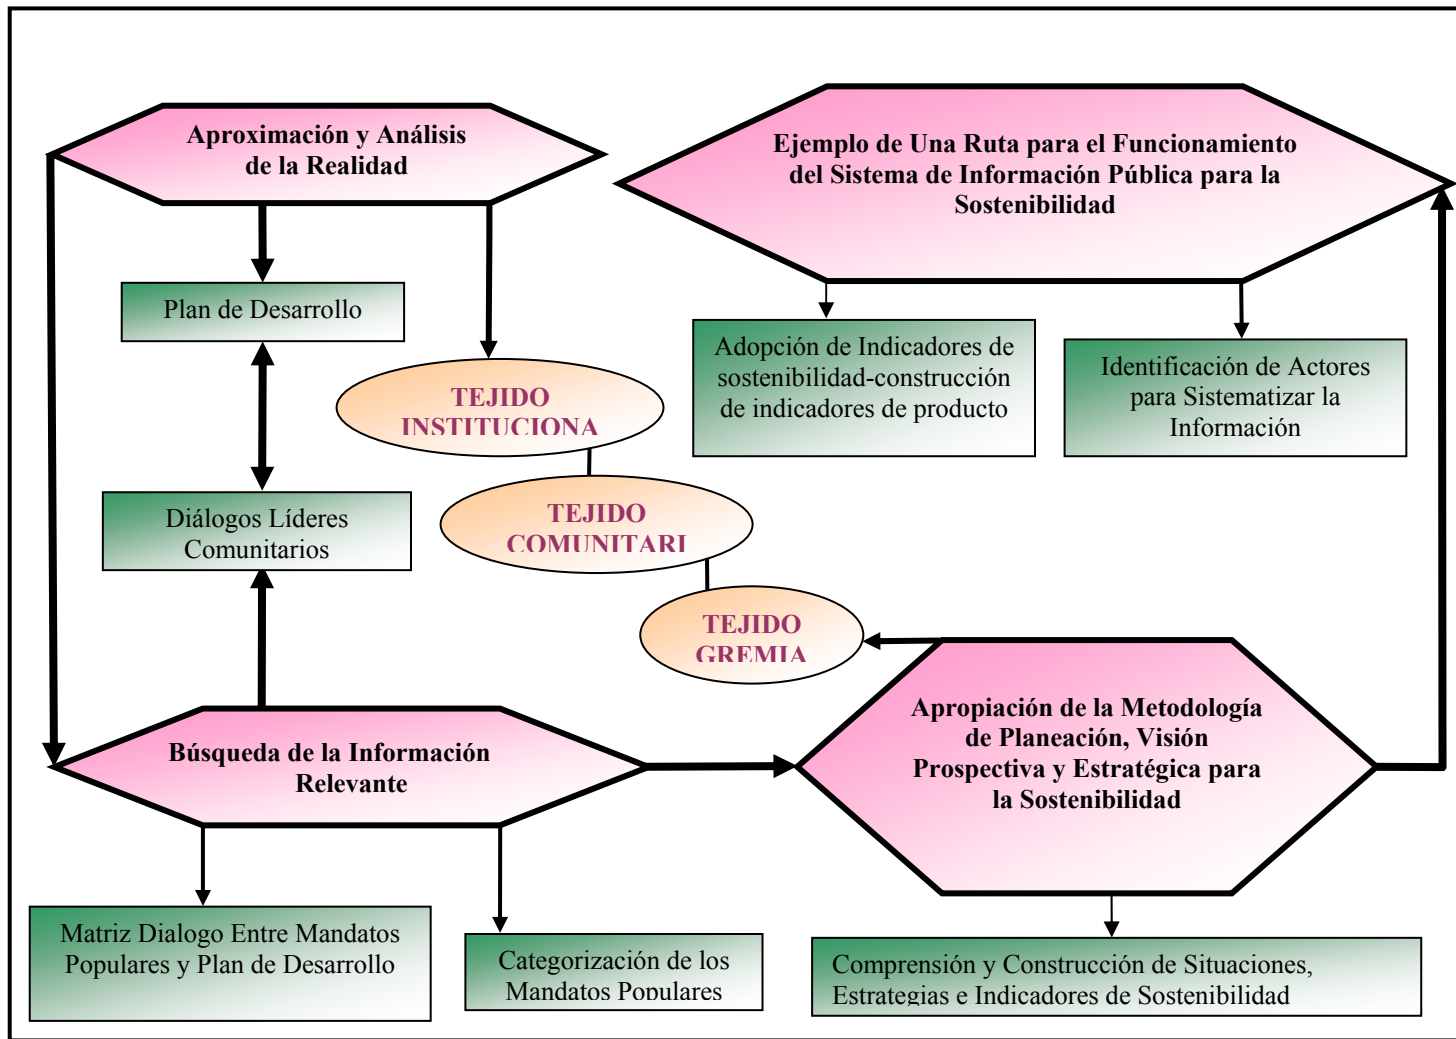 Aproximación y Análisis
de la Realidad
Ejemplo de Una Ruta para el Funcionamiento
del Sistema de Información Pública para la
Sostenibilidad
Plan de Desarrollo
Adopción de Indicadores de
sostenibilidad-construcción
de indicadores de producto
Identificación de Actores
para Sistematizar la
Información
TEJIDO
INSTITUCIONA
Diálogos Líderes
Comunitarios
TEJIDO
COMUNITARI
TEJIDO
GREMIA
Búsqueda de la Información
Relevante
Apropiación de la Metodología
de Planeación, Visión
Prospectiva y Estratégica para
la Sostenibilidad
Matriz Dialogo Entre Mandatos
Populares y Plan de Desarrollo
Categorización de los
Mandatos Populares
Comprensión y Construcción de Situaciones,
Estrategias e Indicadores de Sostenibilidad